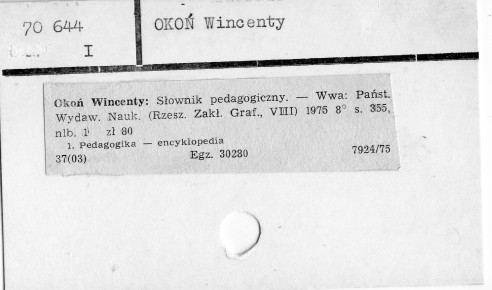 70 644
I
OKOŃ Wincenty
Okoń Wincenty: Słownik pedagogiczny. — Wwa: Państ.
Wydaw. Nauk. (Rzesz. Zakł. Graf., VIII) 1975 8° s. 355,
nlb. 1 zł 80
1. Pedagogika — encyklopedia
37(03) Egz. 30280 7924/75